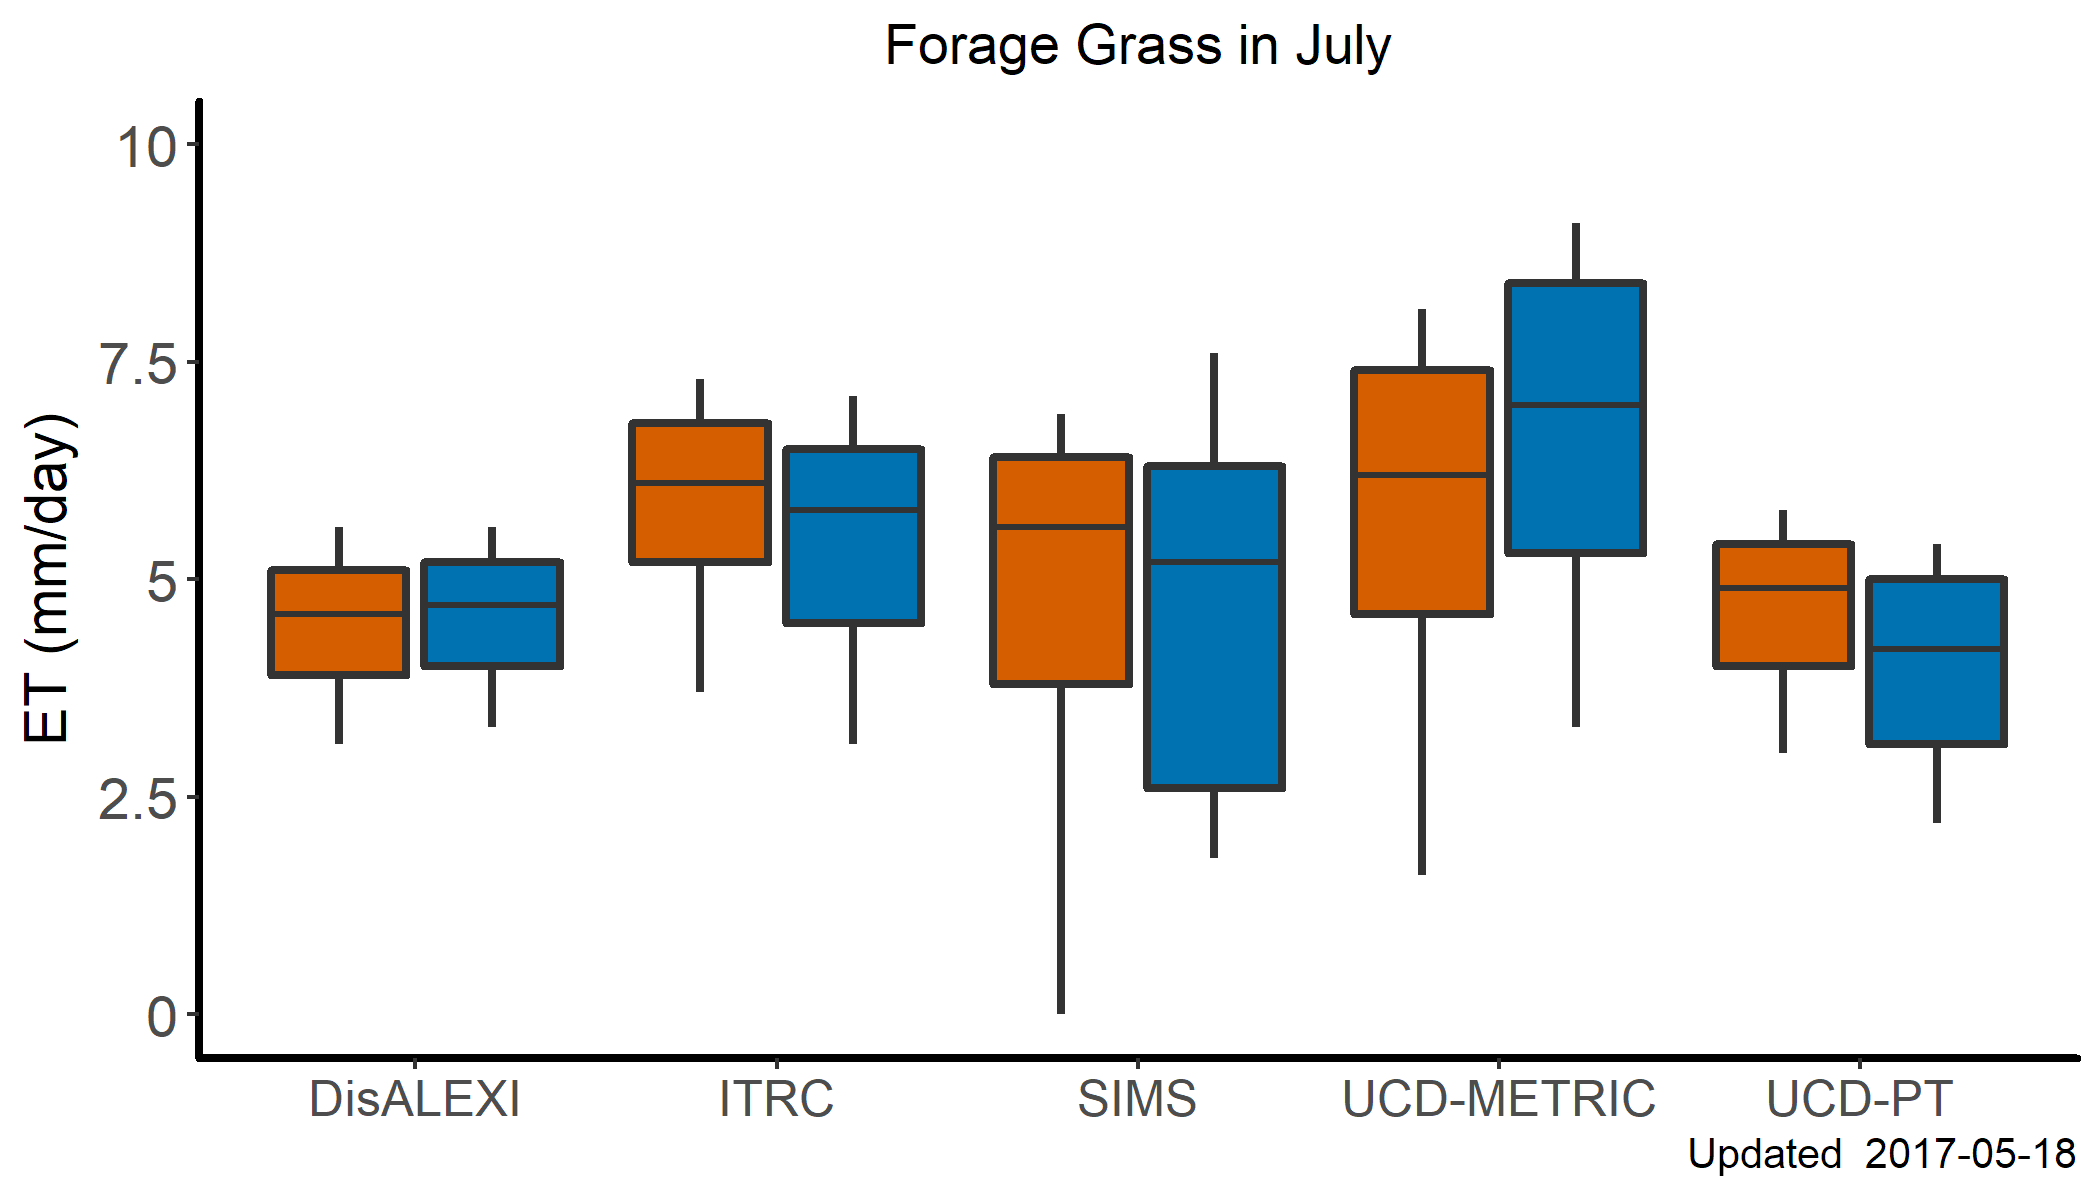 Forage Grass in July
ET (mm/day)
10
7.5
5
2.5
0
DisALEXI ITRC SIMS UCD-METRIC UCD-PT
Updated  2017-05-18